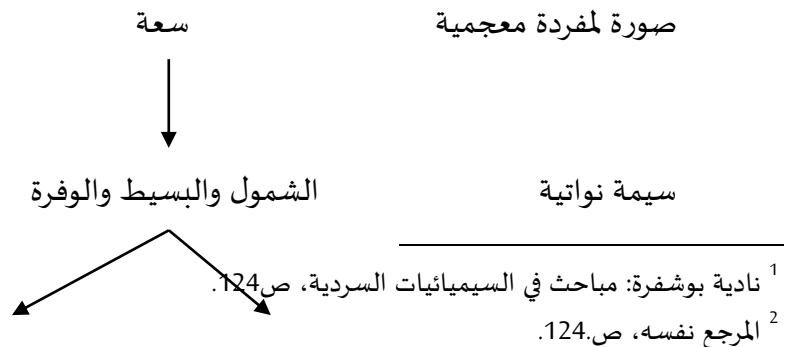 صورة لمفردة معجمية سعة
سيمة نواتية الشمول والبسيط والوفرة
1 نادية بوشفرة: مباحث في السيميائيات السردية، ص124.
2 المرجع نفسه، ص.124.